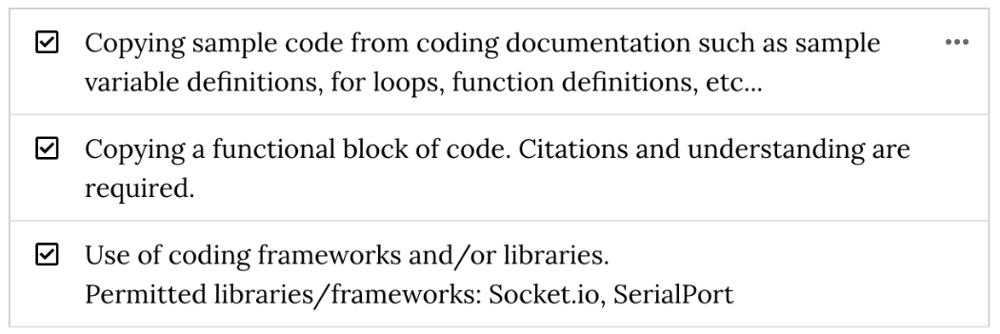 Copying sample code from coding documentation such as sample
variable definitions, for loops, function definitions, etc...
Copying a functional block of code. Citations and understanding are
required.
Use of coding frameworks and/or libraries.
Permitted libraries/frameworks: Socket.io, SerialPort